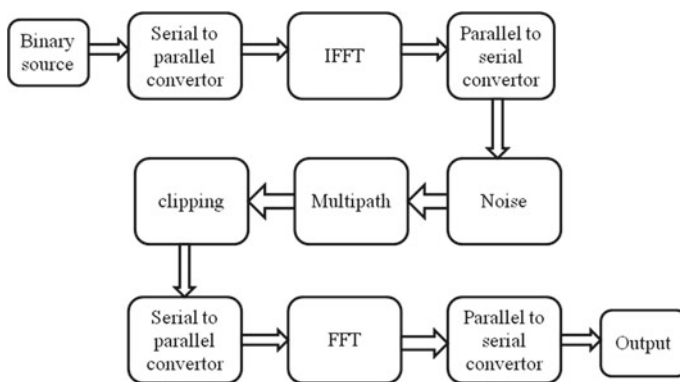 Binary
source
Serial to
parallel
convertor
IFFT
Parallel to
serial
convertor
Noise
Multipath
clipping
Serial to
parallel
convertor
FFT
Parallel to
serial
convertor
Output